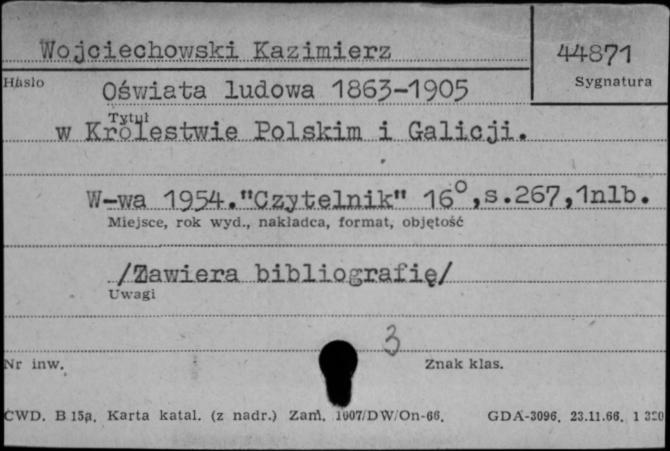 Wojciechowski Kazimierz
44871
Hasło
Sygnatura
Oświata ludowa 1863-1905
Tytuł
w Królestwie Polskim i Galicji.
W-wa 1954."Czytelnik" 16°,s.267,1nlb.
Miejsce, rok wyd., nakładca, format, objętość
/Zawiera bibliografię/
Uwagi
3
Nr inw.
Znak klas.
CWD. B 15a. Karta katal. (z nadr.) Zam. 1007/DW/On-66. GDA-3096. 23.11.66. 1 320